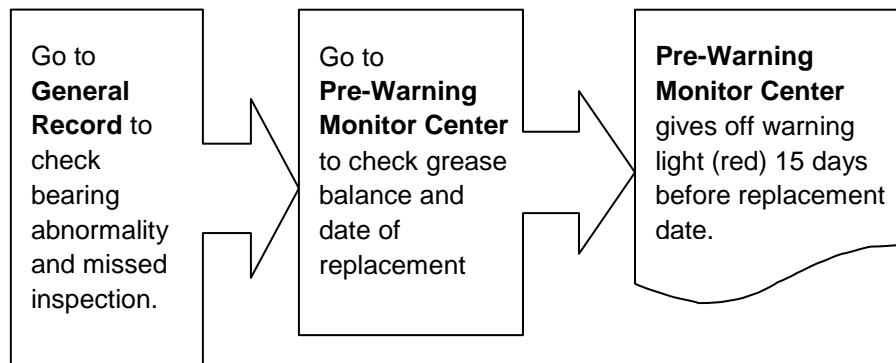 Go to
General
Record to
check
bearing
abnormality
and missed
inspection.
Go to
Pre-Warning
Monitor Center
to check grease
balance and
date of
replacement
Pre-Warning
Monitor Center
gives off warning
light (red) 15 days
before replacement
date.